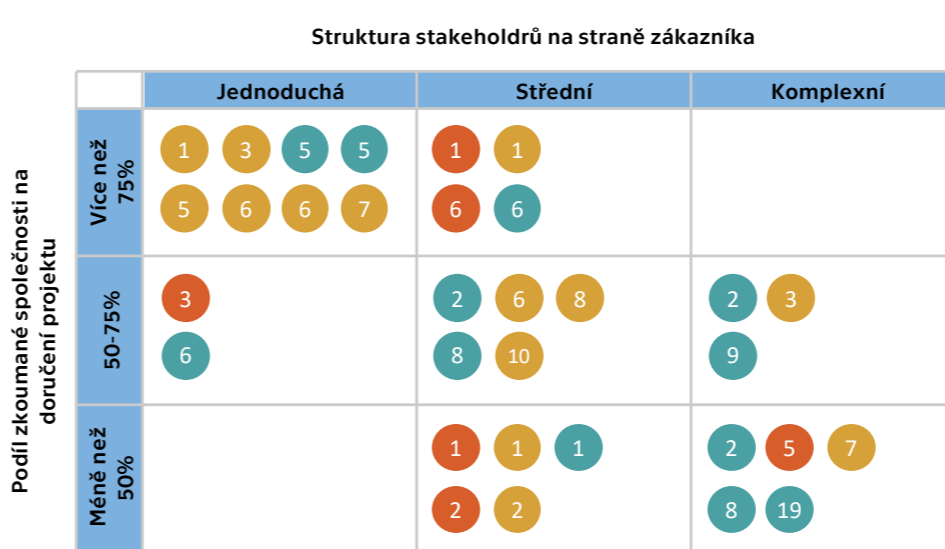 Struktura stakeholdrů na straně zákazníka
Jednoduchá Střední Komplexní
Podíl zkoumané společnosti na
doručení projektu
Více než
75%
1 3 5 5
5 6 6 7
1 1
6 6
50-75%
3
6
2 6 8
8 10
2 3
9
Méně než
50%
1 1 1
2 2
2 5 7
8 19